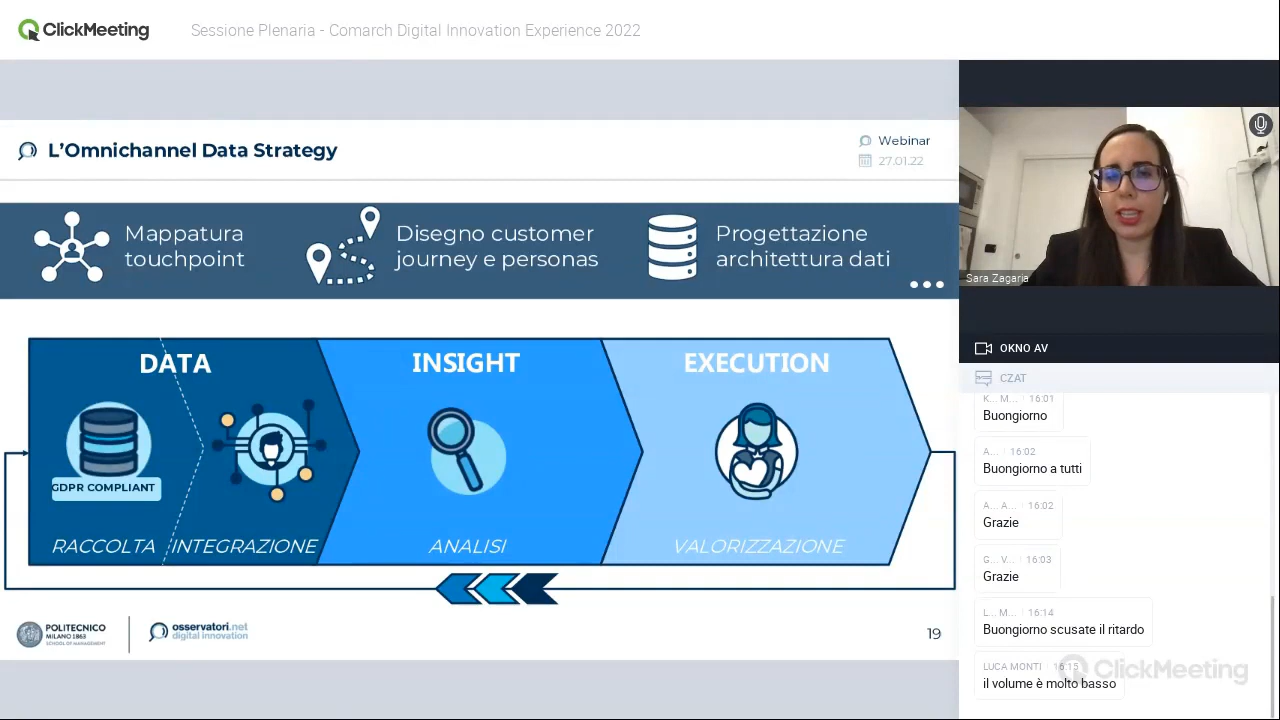 ClickMeeting
Sessione Plenaria - Comarch Digital Innovation Experience 2022
L'Omnichannel Data Strategy
Webinar
27.01.22
Mappatura
touchpoint
Disegno customer
journey e personas
Progettazione
architettura dati
DATA
INSIGHT
EXECUTION
GDPR COMPLIANT
RACCOLTA
INTEGRAZIONE
ANALISI
VALORIZZAZIONE
POLITECNICO
MILANO 1863
SCHOOL OF MANAGEMENT
osservatori.net
digital innovation
19
Sara Zagaria
OKNO AV
CZAT
K... M... 16:01
Buongiorno
A... 16:02
Buongiorno a tutti
A... A... 16:02
Grazie
G... V... 16:03
Grazie
L... M... 16:14
Buongiorno scusate il ritardo
LUCA MONTI 16:15
il volume è molto basso
ClickMeeting